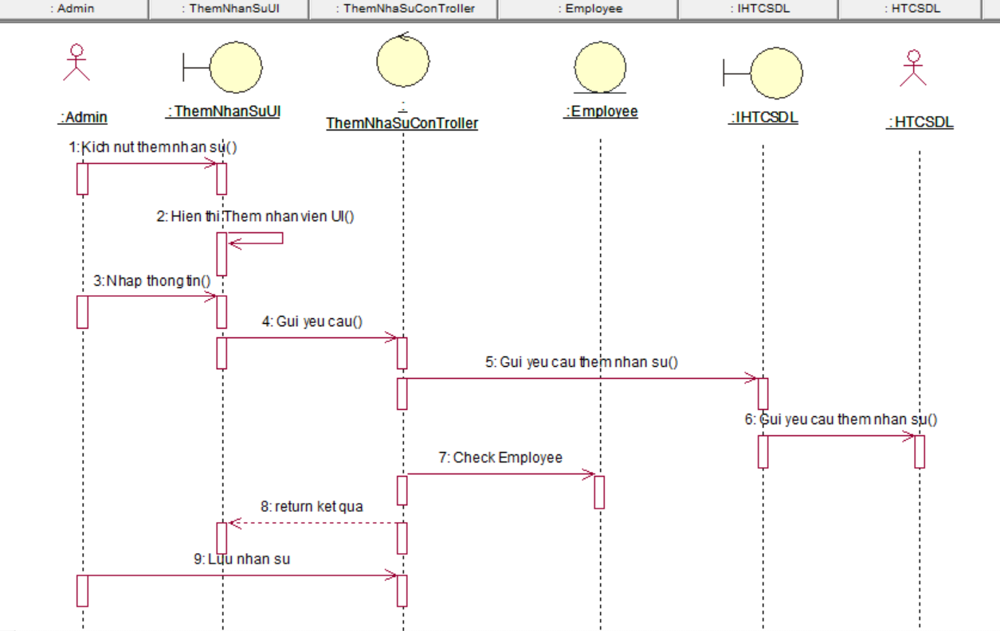 : Admin
: ThemNhanSuUI
: ThemNhaSuConTroller
: Employee
: IHTCSDL
: HTCSDL
:Admin
:ThemNhanSuUI
:
ThemNhaSuConTroller
:Employee
:IHTCSDL
:HTCSDL
1: Kich nut them nhan su()
2: Hien thi Them nhan vien UI()
3: Nhap thong tin()
4: Gui yeu cau()
5: Gui yeu cau them nhan su()
6: Gui yeu cau them nhan su()
7: Check Employee
8: return ket qua
9: Luu nhan su